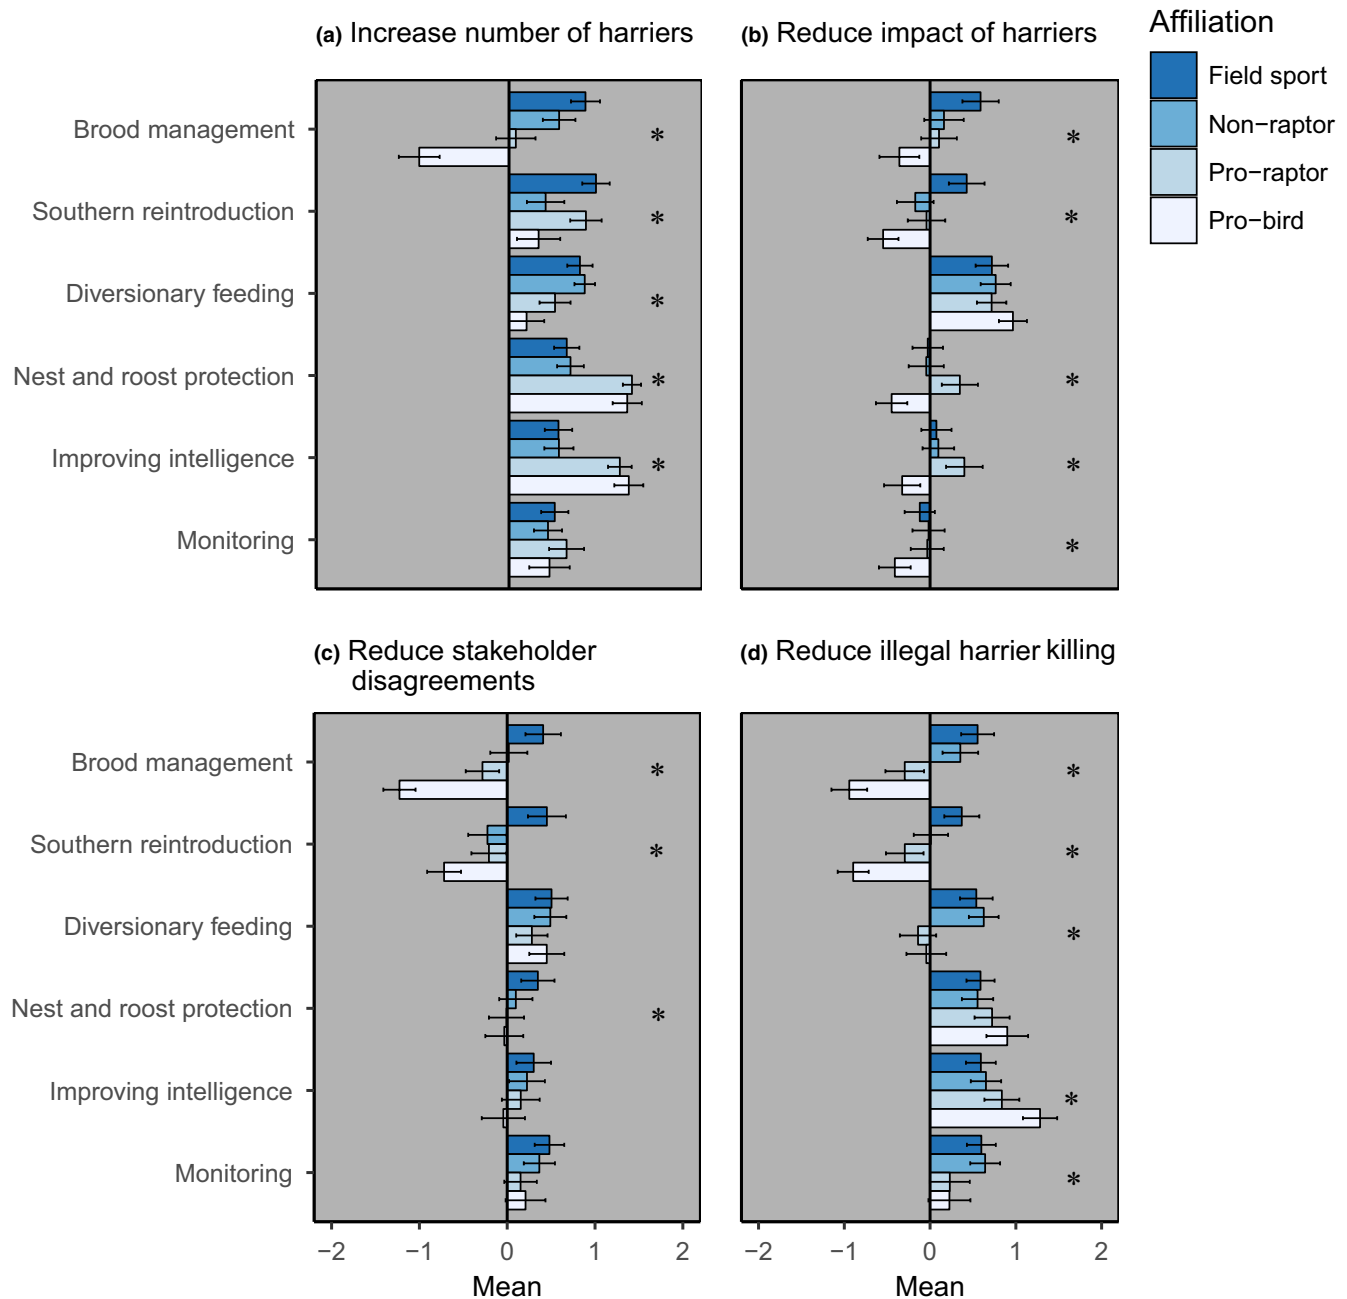 (a) Increase number of harriers
(b) Reduce impact of harriers
Affiliation
Field sport
Non−raptor
Pro−raptor
Pro−bird
Brood management
*
*
Southern reintroduction
*
*
Diversionary feeding
*
Nest and roost protection
*
*
Improving intelligence
*
*
Monitoring
*
(c) Reduce stakeholder
disagreements
(d) Reduce illegal harrier killing
Brood management
*
*
Southern reintroduction
*
*
Diversionary feeding
*
Nest and roost protection
*
Improving intelligence
*
Monitoring
*
−2 −1 0 1 2
−2 −1 0 1 2
Mean
Mean